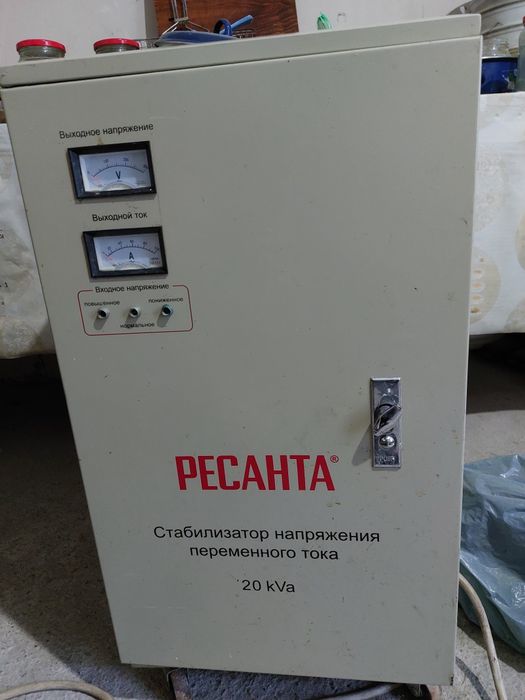 Выходное напряжение
V
Выходной ток
A
Входное напряжение
повышенное
пониженное
нормальное
РЕСАНТА®
Стабилизатор напряжения
переменного тока
20 kVa